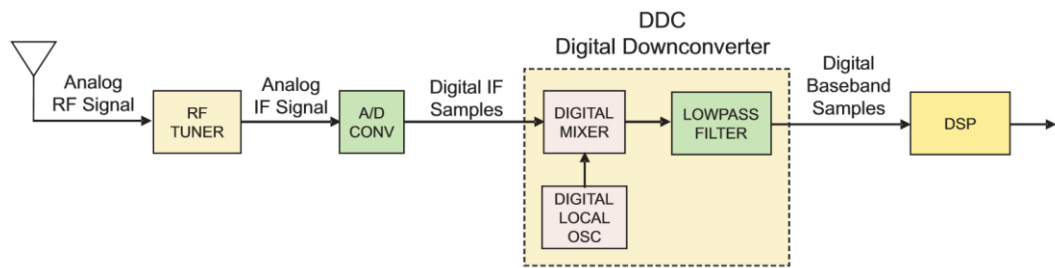 DDC
Digital Downconverter
Analog
RF Signal
RF
TUNER
Analog
IF Signal
A/D
CONV
Digital IF
Samples
DIGITAL
MIXER
DIGITAL
LOCAL
OSC
LOWPASS
FILTER
Digital
Baseband
Samples
DSP